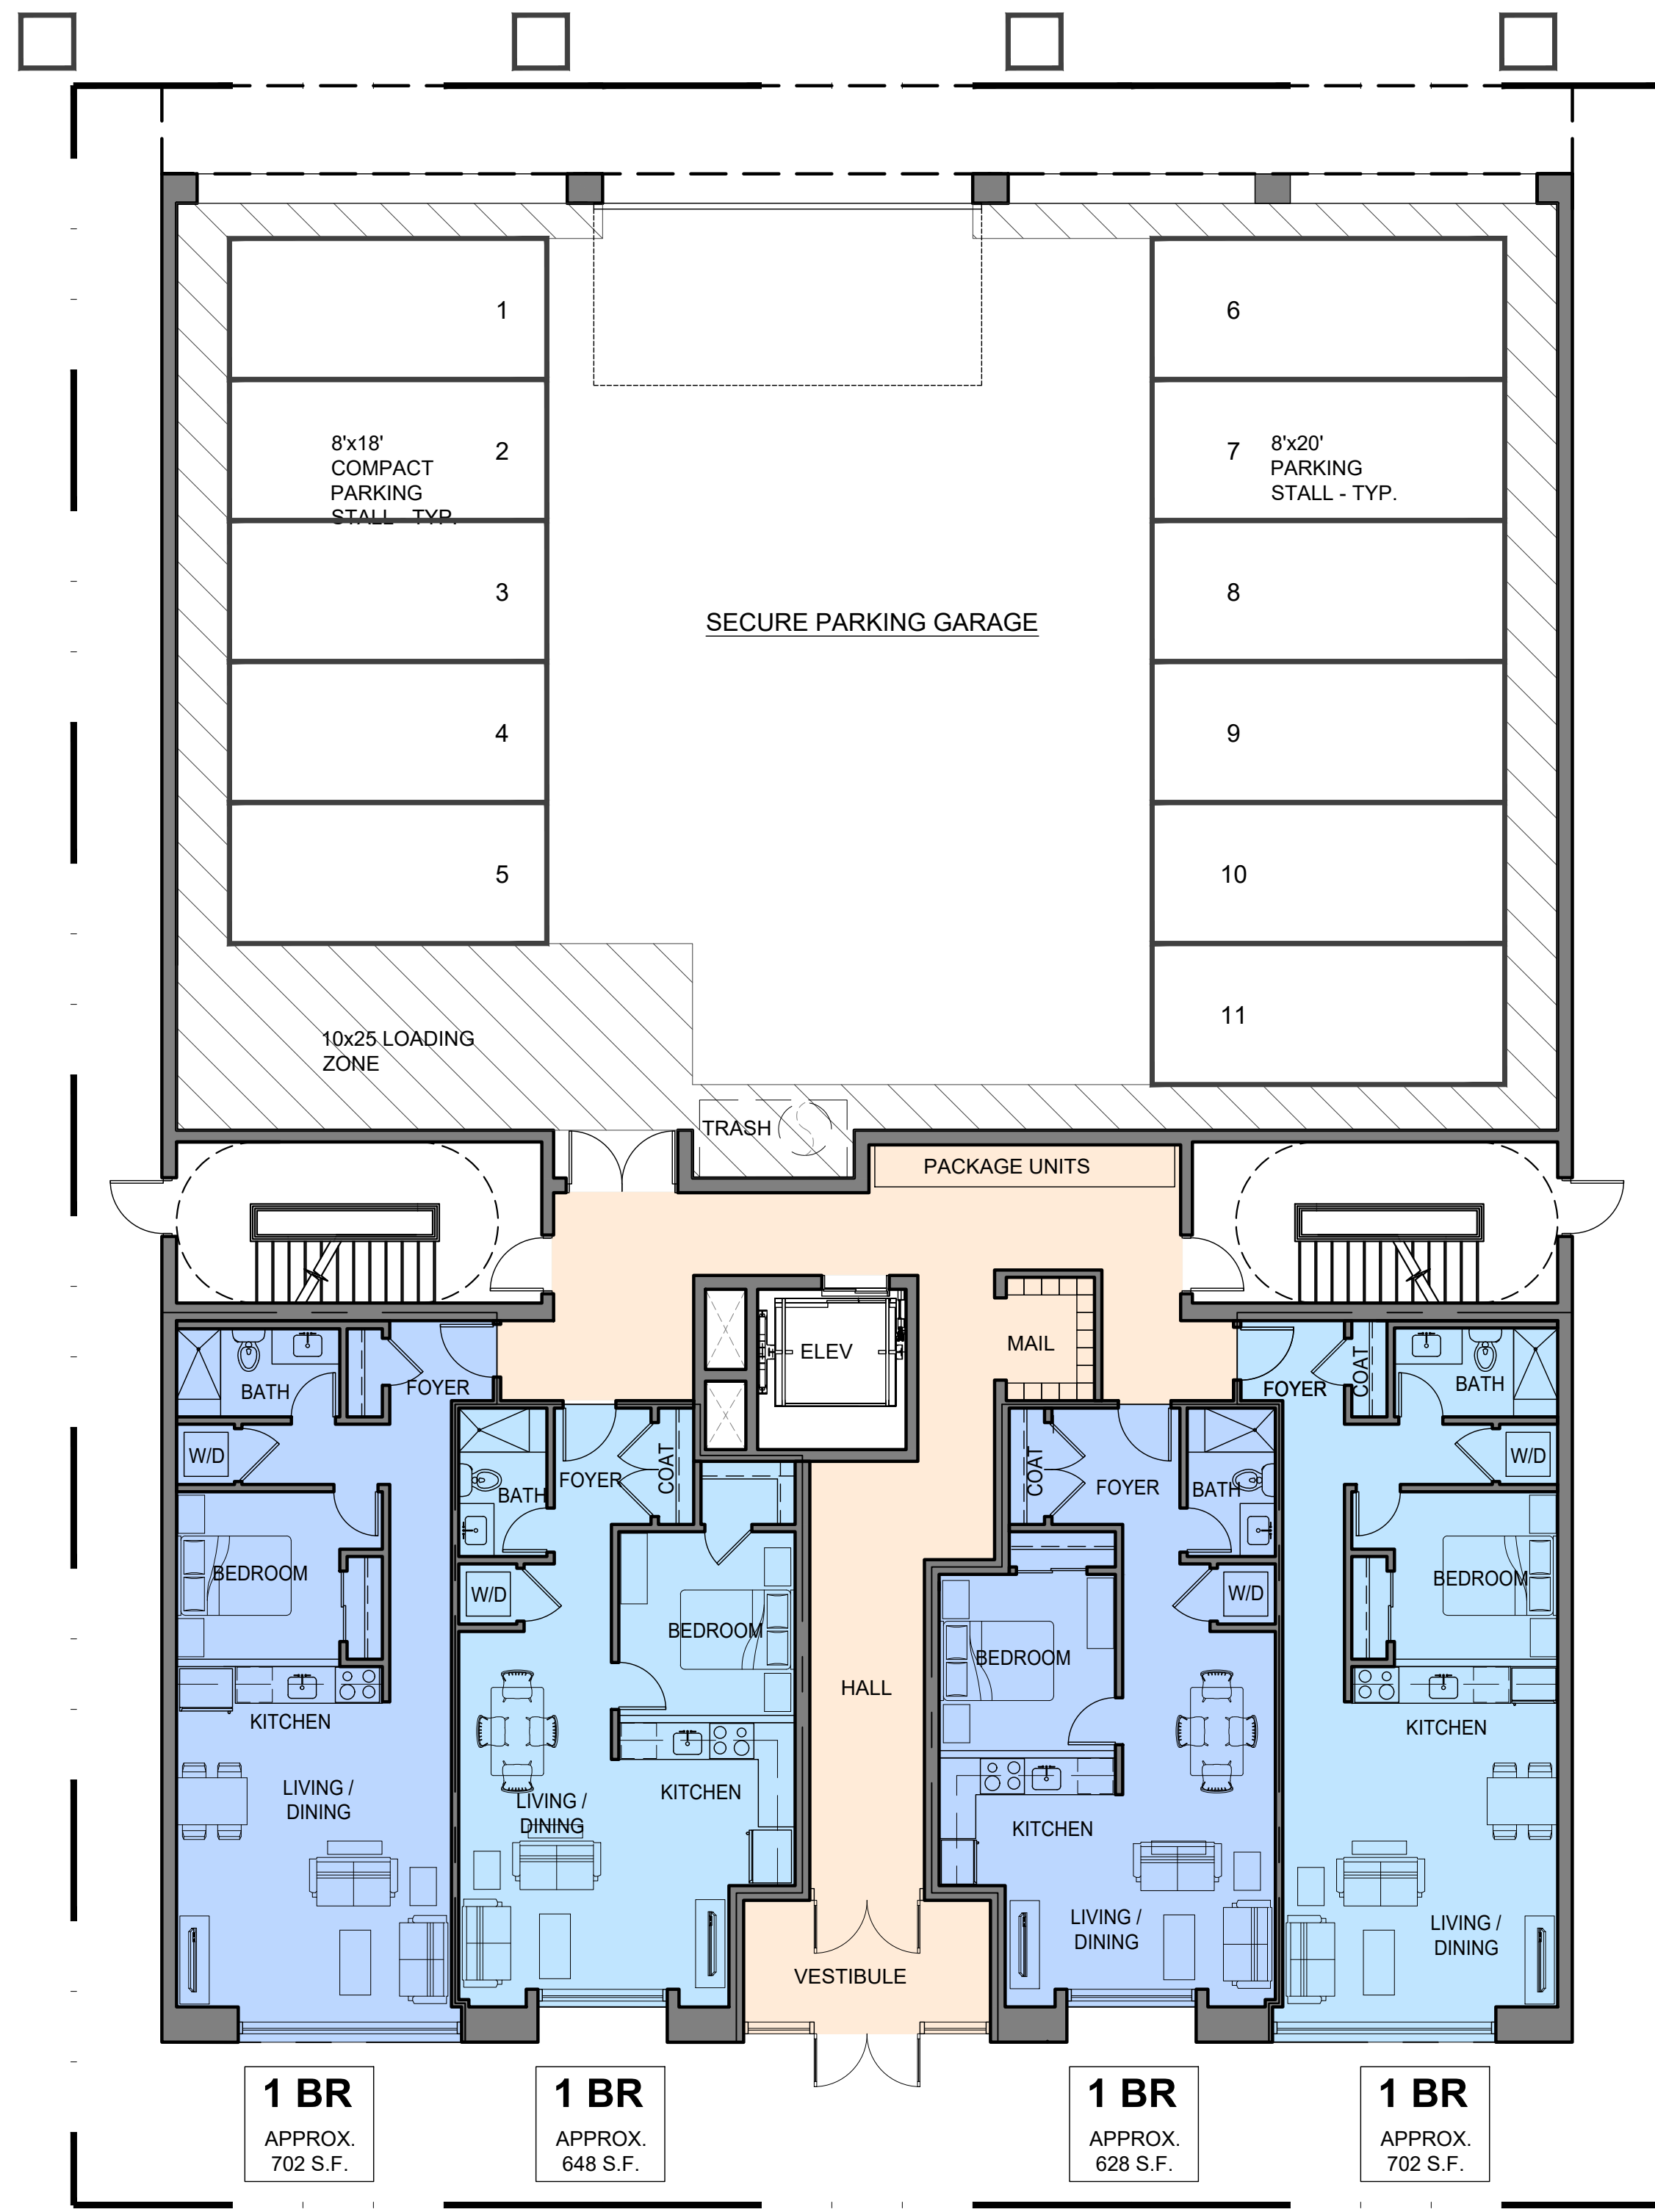 1
6
2
8'x18'
COMPACT
PARKING
STALL - TYP.
7
8'x20'
PARKING
STALL - TYP.
3
8
SECURE PARKING GARAGE
4
9
5
10
11
10x25 LOADING
ZONE
TRASH
PACKAGE UNITS
ELEV
MAIL
BATH
FOYER
FOYER
COAT
BATH
W/D
BATH
FOYER
COAT
COAT
FOYER
BATH
W/D
BEDROOM
W/D
W/D
BEDROOM
BEDROOM
BEDROOM
HALL
KITCHEN
KITCHEN
LIVING /
DINING
LIVING /
DINING
KITCHEN
KITCHEN
LIVING /
DINING
LIVING /
DINING
VESTIBULE
1 BR
APPROX.
702 S.F.
1 BR
APPROX.
648 S.F.
1 BR
APPROX.
628 S.F.
1 BR
APPROX.
702 S.F.